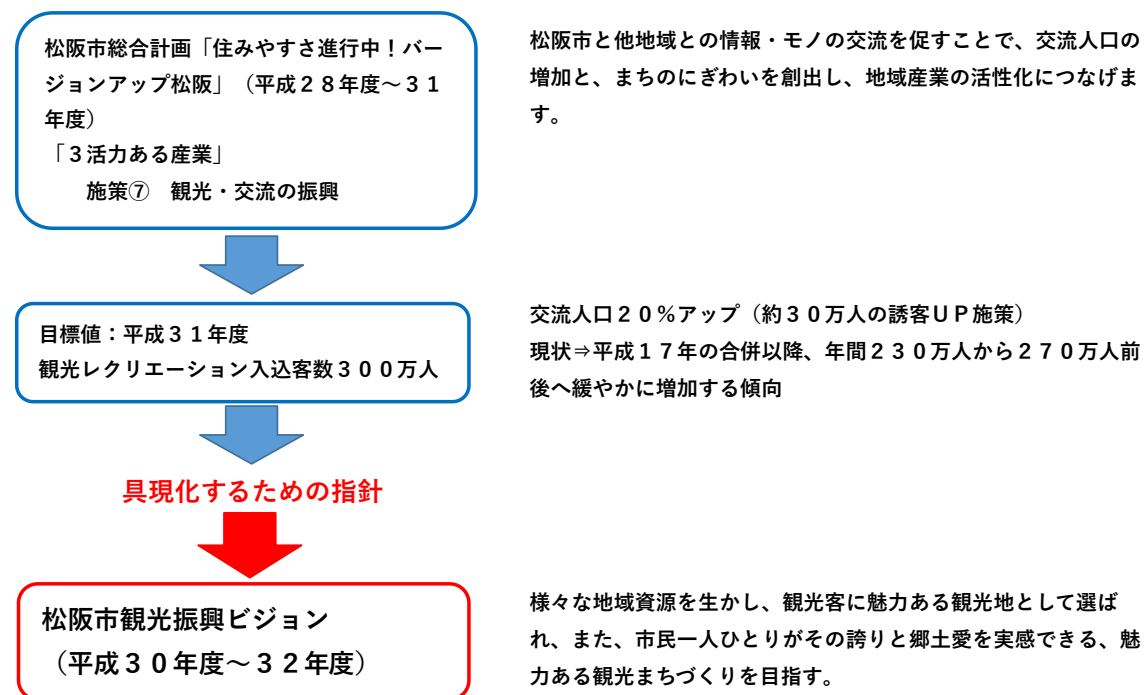 松阪市総合計画「住みやすさ進行中！バー
ジョンアップ松阪」（平成２８年度～３１
年度）
「３活力ある産業」
施策⑦　観光・交流の振興
松阪市と他地域との情報・モノの交流を促すことで、交流人口の
増加と、まちのにぎわいを創出し、地域産業の活性化につなげま
す。
目標値：平成３１年度
観光レクリエーション入込客数３００万人
交流人口２０％アップ（約３０万人の誘客ＵＰ施策）
現状⇒平成１７年の合併以降、年間２３０万人から２７０万人前
後へ緩やかに増加する傾向
具現化するための指針
松阪市観光振興ビジョン
（平成３０年度～３２年度）
様々な地域資源を生かし、観光客に魅力ある観光地として選ば
れ、また、市民一人ひとりがその誇りと郷土愛を実感できる、魅
力ある観光まちづくりを目指す。